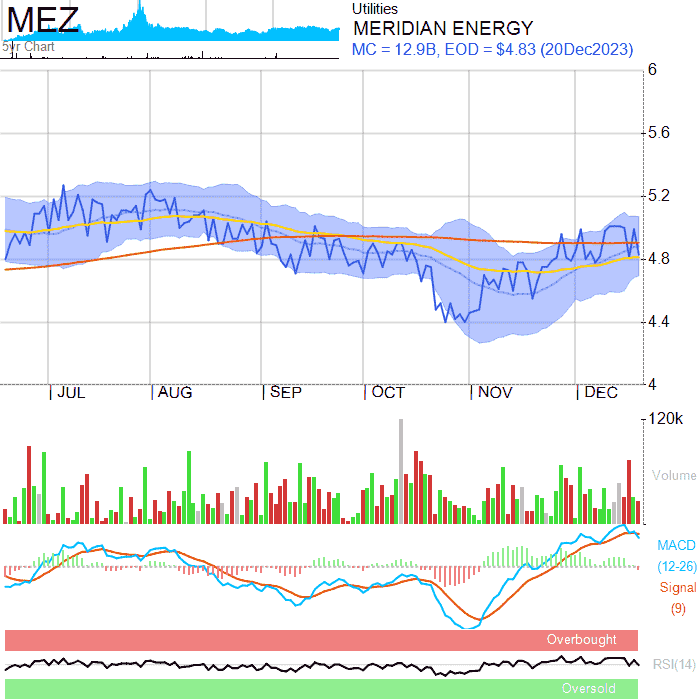 MEZ
5yr Chart
Utilities
MERIDIAN ENERGY
MC = 12.9B, EOD = $4.83 (20Dec2023)
6
5.6
5.2
4.8
4.4
4
JUL AUG SEP OCT NOV DEC
120k
Volume
MACD
(12-26)
Signal
(9)
Overbought
RSI(14)
Oversold